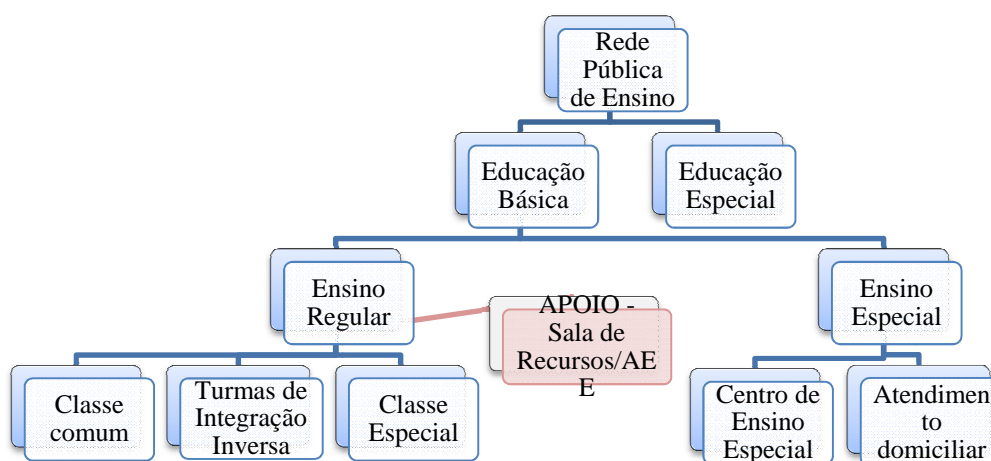 Rede
Pública
de Ensino
Educação
Básica
Educação
Especial
Ensino
Regular
APOIO -
Sala de
Recursos/AE
E
Ensino
Especial
Classe
comum
Turmas de
Integração
Inversa
Classe
Especial
Centro de
Ensino
Especial
Atendimen
to
domiciliar